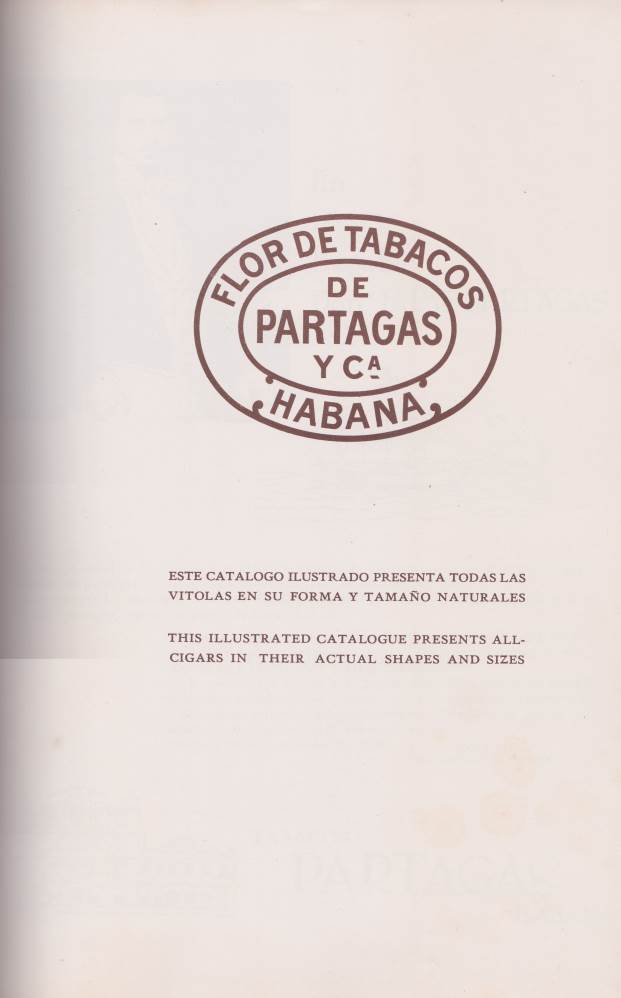 FLOR DE TABACOS
DE
PARTAGAS
Y Cᴬ
HABANA
ESTE CATALOGO ILUSTRADO PRESENTA TODAS LAS
VITOLAS EN SU FORMA Y TAMAÑO NATURALES
THIS ILLUSTRATED CATALOGUE PRESENTS ALL-
CIGARS IN THEIR ACTUAL SHAPES AND SIZES
PARTAGAS